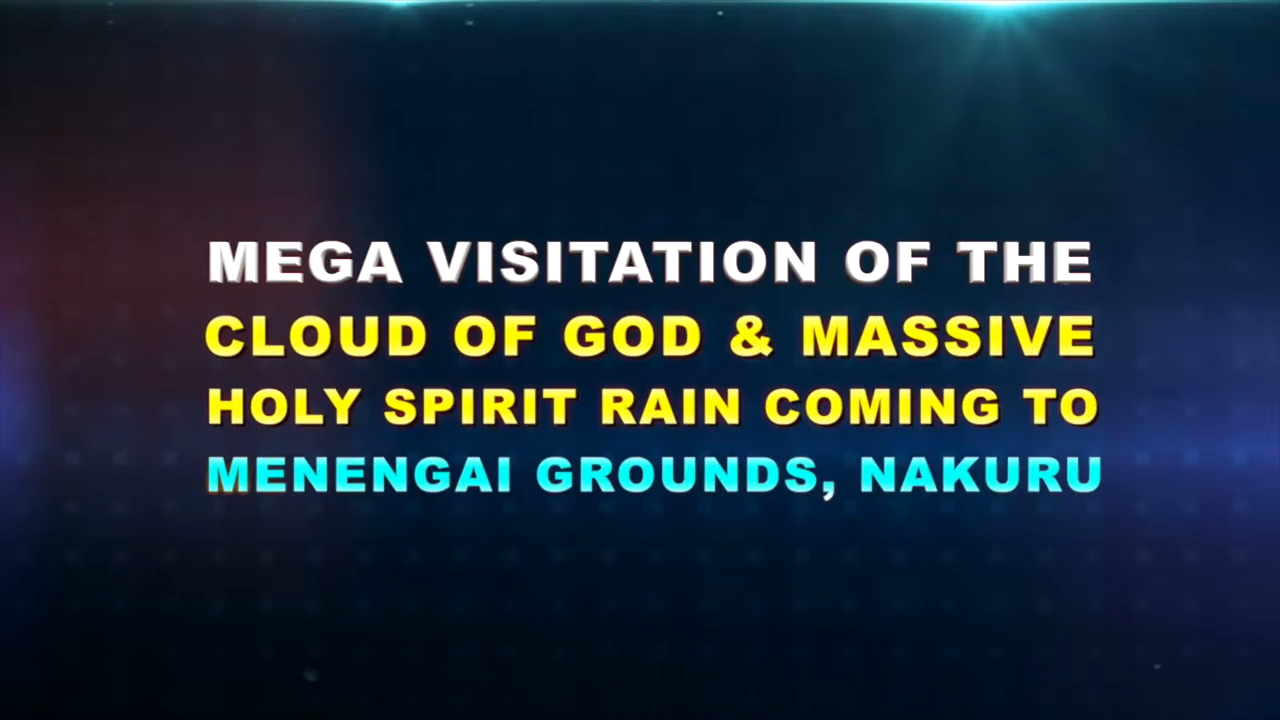 MEGA VISITATION OF THE
CLOUD OF GOD & MASSIVE
HOLY SPIRIT RAIN COMING TO
MENENGAI GROUNDS, NAKURU